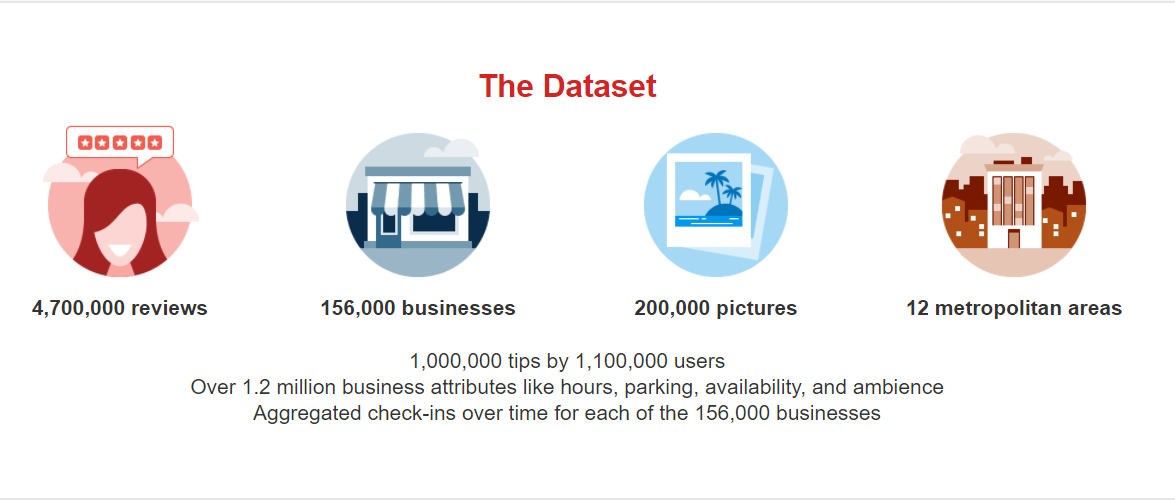 The Dataset
4,700,000 reviews
156,000 businesses
200,000 pictures
12 metropolitan areas
1,000,000 tips by 1,100,000 users
Over 1.2 million business attributes like hours, parking, availability, and ambience
Aggregated check-ins over time for each of the 156,000 businesses